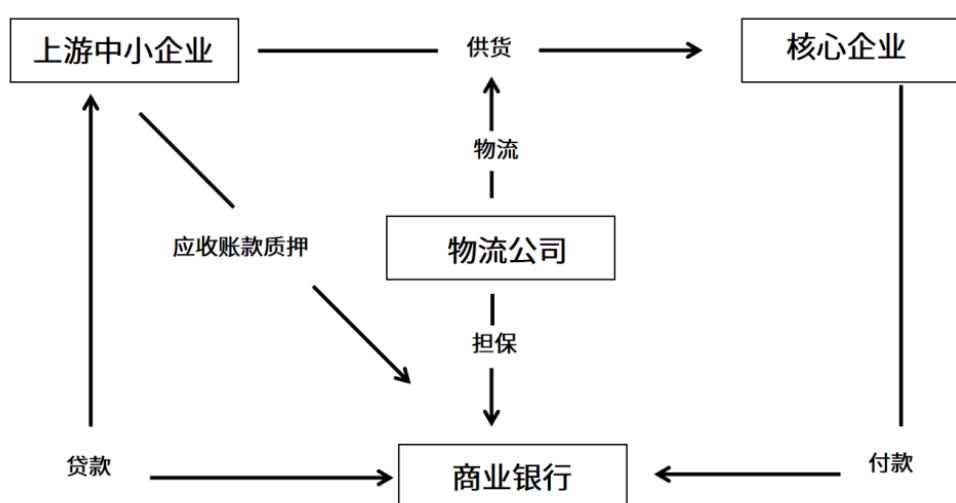 上游中小企业
供货
核心企业
物流
应收账款质押
物流公司
担保
贷款
商业银行
付款